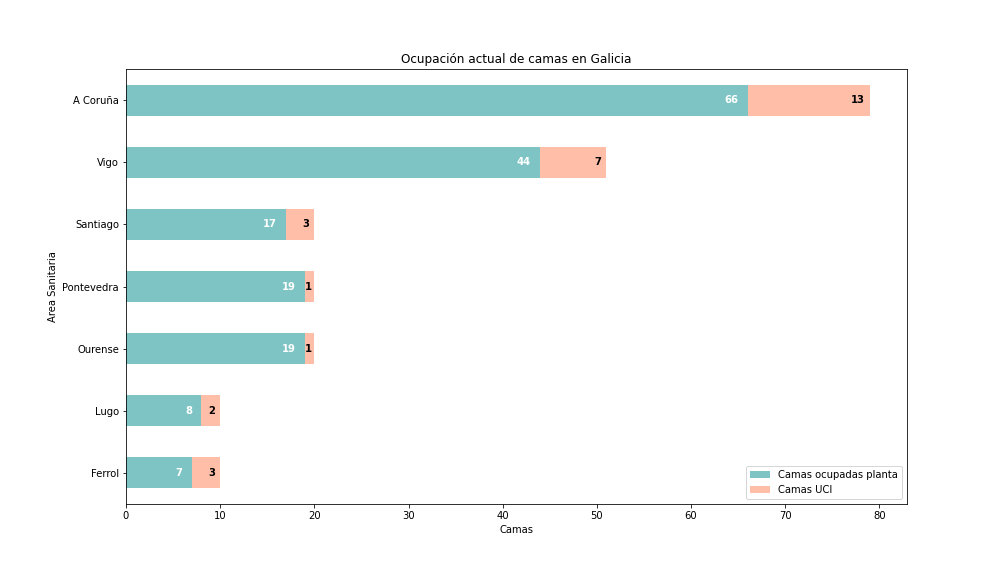 Ocupación actual de camas en Galicia
A Coruña 66 13
Vigo 44 7
Santiago 17 3
Pontevedra 19 1
Ourense 19 1
Lugo 8 2
Ferrol 7 3
Area Sanitaria
Camas ocupadas planta
Camas UCI
0 10 20 30 40 50 60 70 80
Camas